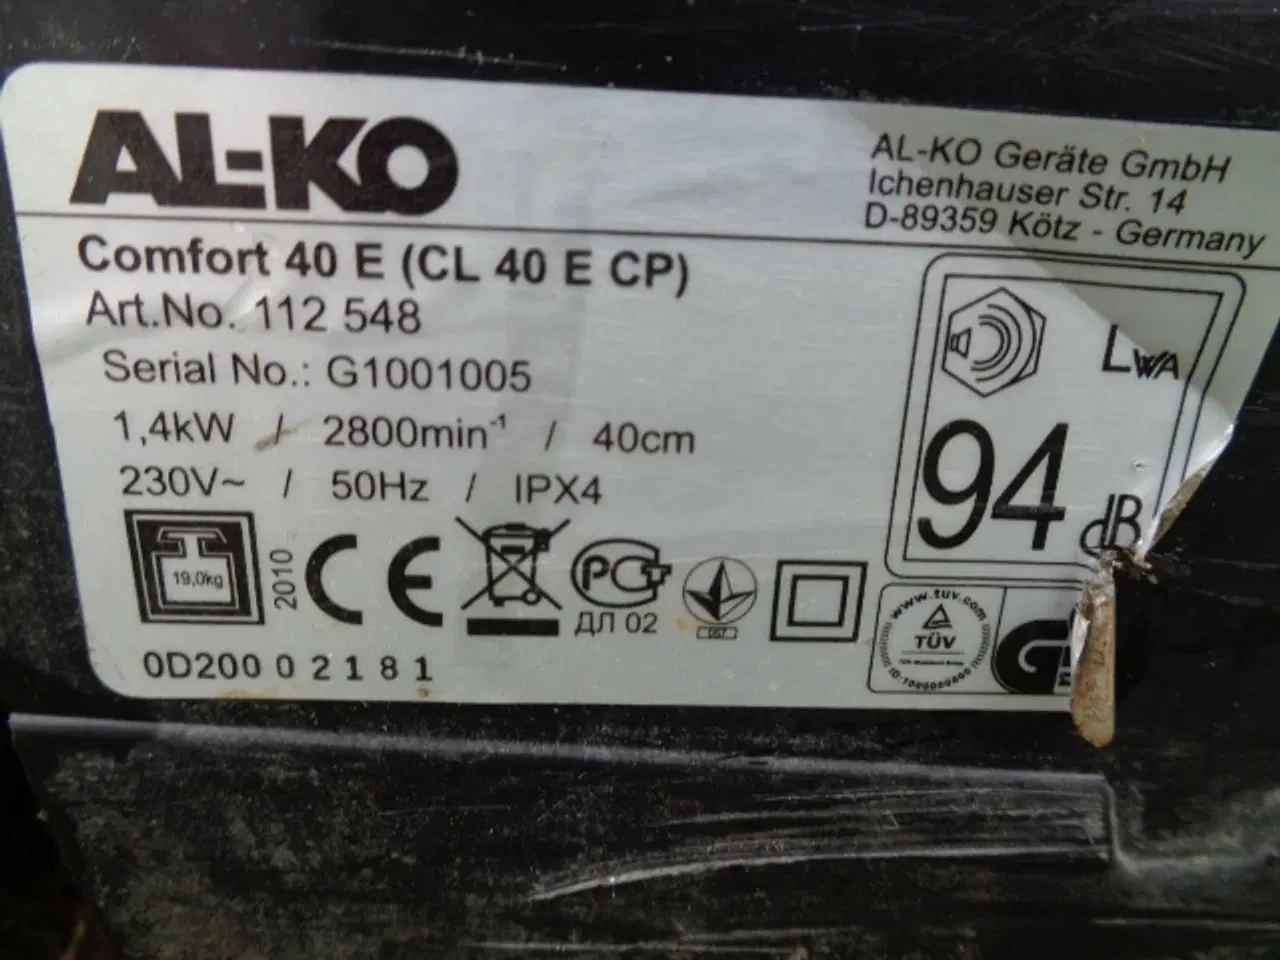 AL-KO
AL-KO Geräte GmbH
Ichenhauser Str. 14
D-89359 Kötz - Germany
Comfort 40 E (CL 40 E CP)
Art.No. 112 548
Serial No.: G1001005
1,4kW / 2800min⁻¹ / 40cm
230V~ / 50Hz / IPX4
LWA
94 dB
19,0kg
2010
CE
РСТ
ДЛ 02
057
www.tuv.com
TÜV
0D200 0 2 1 8 1